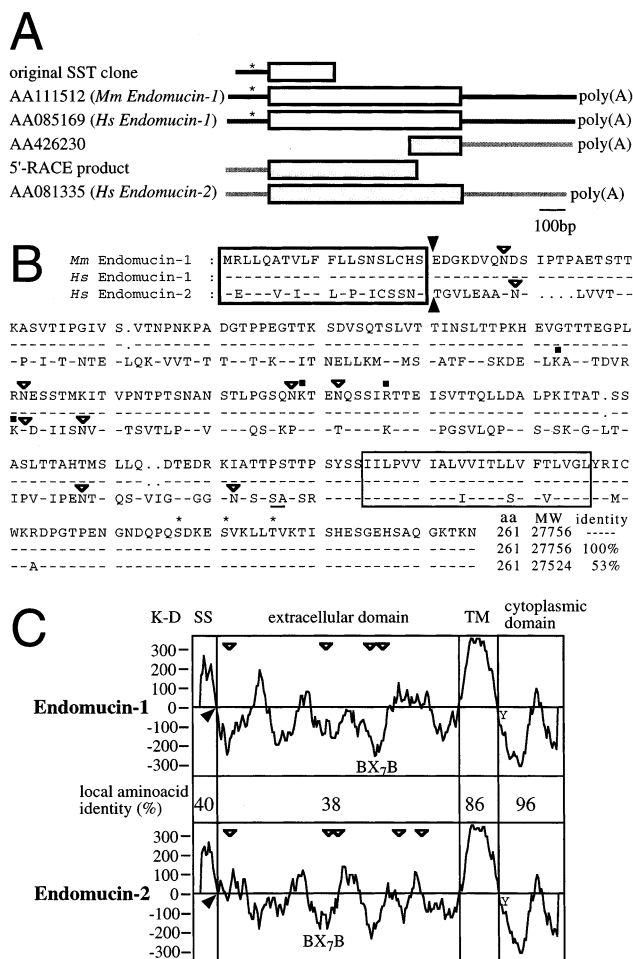 A
original SST clone
*
AA111512 (Mm Endomucin-1)
*
poly(A)
AA085169 (Hs Endomucin-1)
*
poly(A)
AA426230
poly(A)
5'-RACE product
AA081335 (Hs Endomucin-2)
poly(A)
100bp
B
Mm Endomucin-1 : MRLLQATVLF FLLSNSLCHS EDGKDVQNDS IPTPAETSTT
Hs Endomucin-1 : ---------- ---------- ---------- ----------
Hs Endomucin-2 : -E---V-I-- L-P-ICSSN- TGVLEAA-N- ....LVVT--
KASVTIPGIV S.VTNPNKPA DGTPPEGTTK SDVSQTSLVT TINSLTTPKH EVGTTTEGPL
---------- -.-------- ---------- ---------- ---------- ----------
-P-I-T-NTE -LQK-VVT-T T--T-K--IT NELLKM--MS -ATF--SKDE -LKA--TDVR
RNESSTMKIT VPNTPTSNAN STLPGSQNKT ENQSSIRTTE ISVTTQLLDA LPKITAT.SS
---------- ---------- ---------- ---------- ---------- ----------
K-D-IISNV- -TSVTLP--V ---QS-KP-- -T----K--- -PGSVLQP-- S-SK-G-LT-
ASLTTAHTMS LLQ..DTEDRK IATTPSTTP SYSSIILPVV IALVVITLLV FTLVGLYRIC
---------- ---------- ---------- ---------- ---------- ----------
IPV-IPENT- QS-VIG--GG -N--S-SA-SR ---------- ---I----S- --V-----M-
* * *
WKRDPGTPEN GNDQPQSDKE SVKLLTVKTI SHESGEHSAQ GKTKN
---------- ---------- ---------- ---------- -----
--A------- ---------- ---------- ---------- -----
aa MW identity
261 27756 -----
261 27756 100%
261 27524 53%
C
K-D SS extracellular domain TM cytoplasmic domain
300
200
100
0
-100
-200
-300
Endomucin-1
Y
BX7B
local aminoacid identity (%)
40 38 86 96
300
200
100
0
-100
-200
-300
Endomucin-2
Y
BX7B